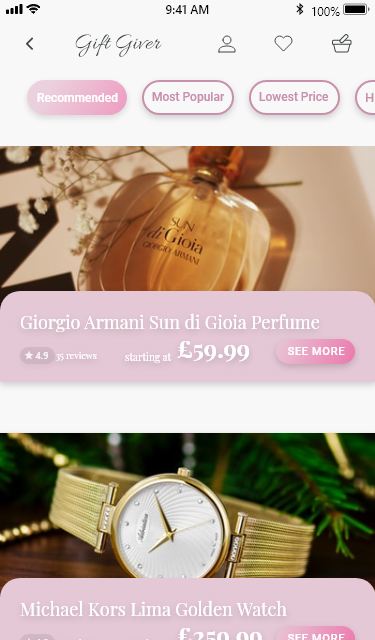 9:41 AM
100%
Gift Giver
Recommended
Most Popular
Lowest Price
H
SUN
di Gioia
GIORGIO ARMANI
Giorgio Armani Sun di Gioia Perfume
4.9 35 reviews starting at £59.99 SEE MORE
Michael Kors Lima Golden Watch
£259.99 SEE MORE